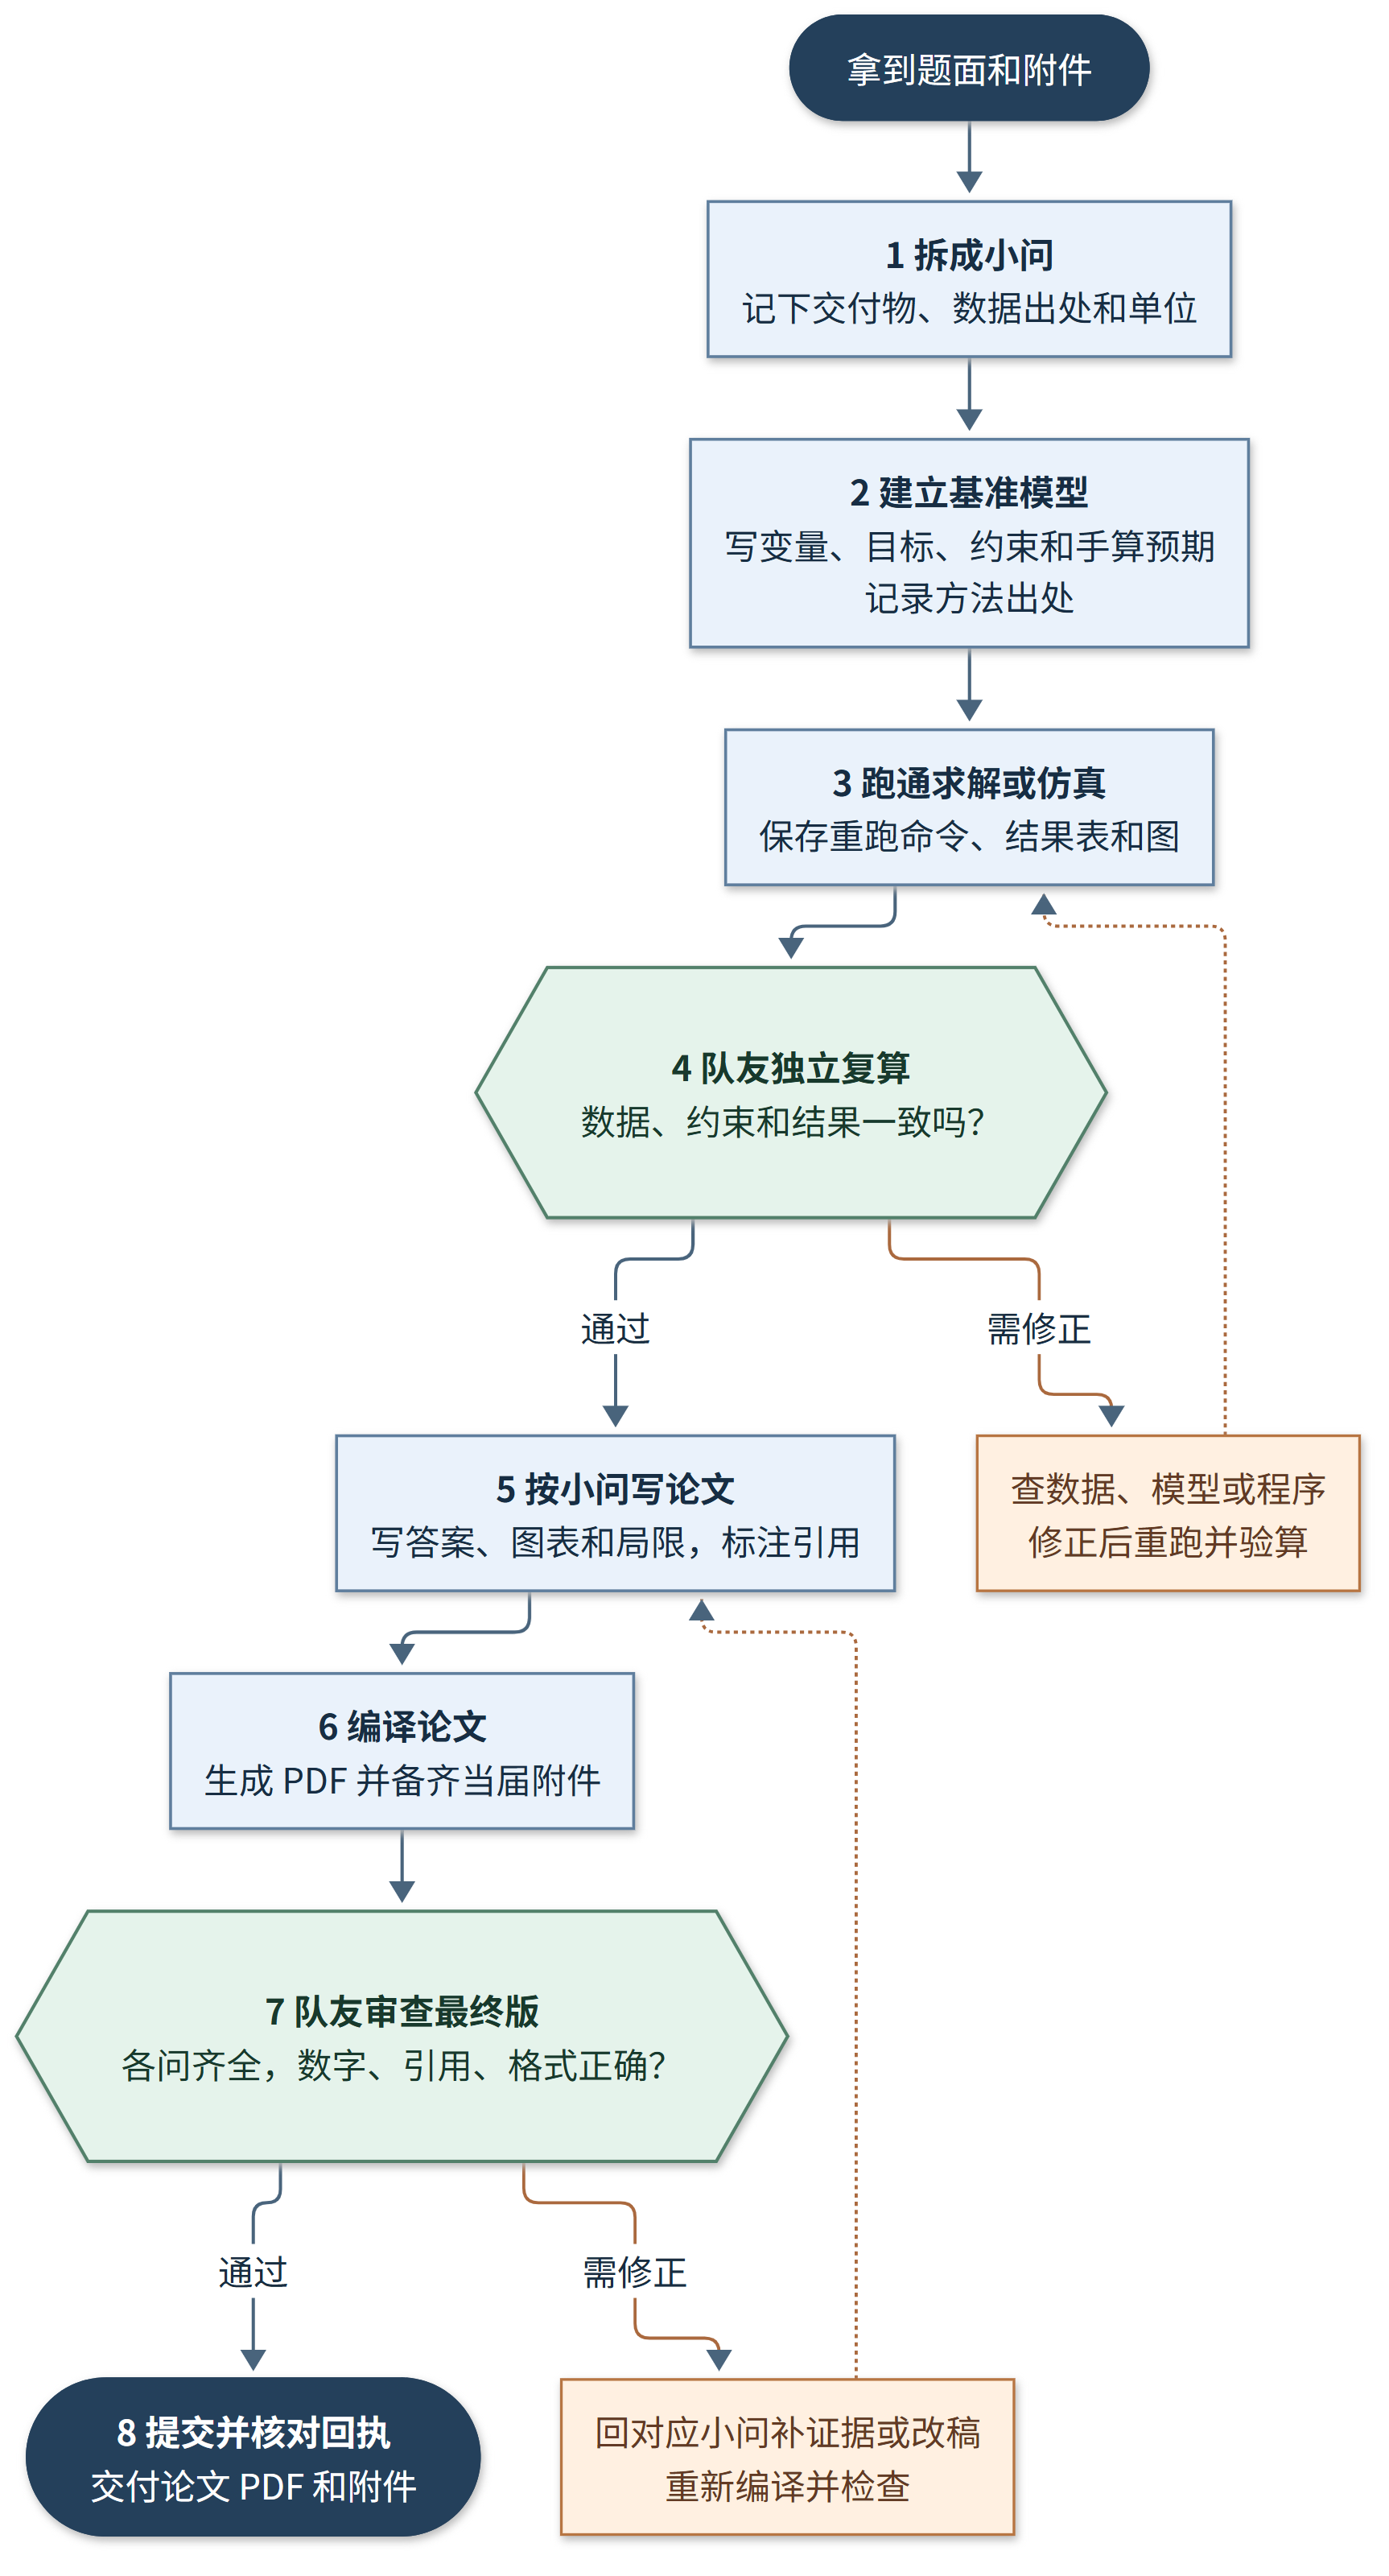 拿到题面和附件
1 拆成小问
记下交付物、数据出处和单位
2 建立基准模型
写变量、目标、约束和手算预期
记录方法出处
3 跑通求解或仿真
保存重跑命令、结果表和图
4 队友独立复算
数据、约束和结果一致吗？
通过
需修正
5 按小问写论文
写答案、图表和局限，标注引用
查数据、模型或程序
修正后重跑并验算
6 编译论文
生成 PDF 并备齐当届附件
7 队友审查最终版
各问齐全，数字、引用、格式正确？
通过
需修正
8 提交并核对回执
交付论文 PDF 和附件
回对应小问补证据或改稿
重新编译并检查